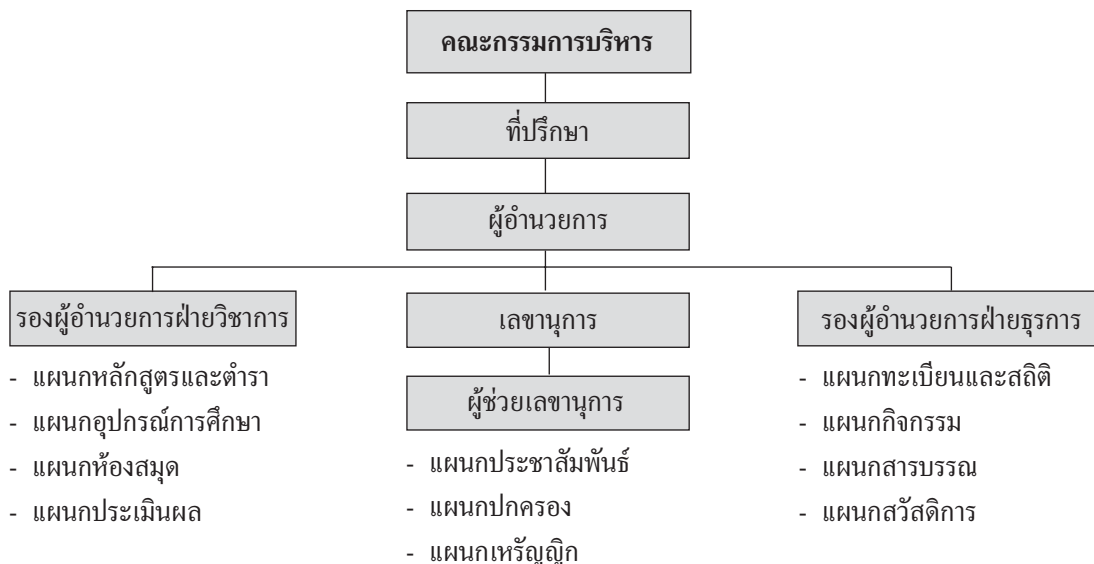 คณะกรรมการบริหาร
ที่ปรึกษา
ผู้อำนวยการ
รองผู้อำนวยการฝ่ายวิชาการ
- แผนกหลักสูตรและตำรา
- แผนกอุปกรณ์การศึกษา
- แผนกห้องสมุด
- แผนกประเมินผล
เลขานุการ
ผู้ช่วยเลขานุการ
- แผนกประชาสัมพันธ์
- แผนกปกครอง
- แผนกเหรัญญิก
รองผู้อำนวยการฝ่ายธุรการ
- แผนกทะเบียนและสถิติ
- แผนกกิจกรรม
- แผนกสารบรรณ
- แผนกสวัสดิการ